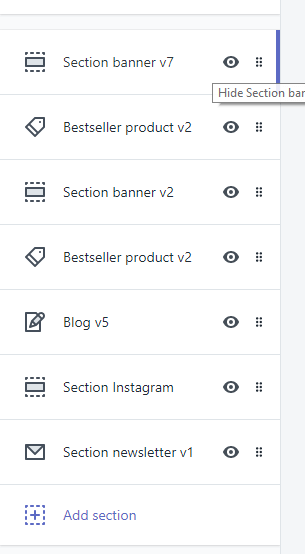 Section banner v7
Hide Section bar
Bestseller product v2
Section banner v2
Bestseller product v2
Blog v5
Section Instagram
Section newsletter v1
Add section